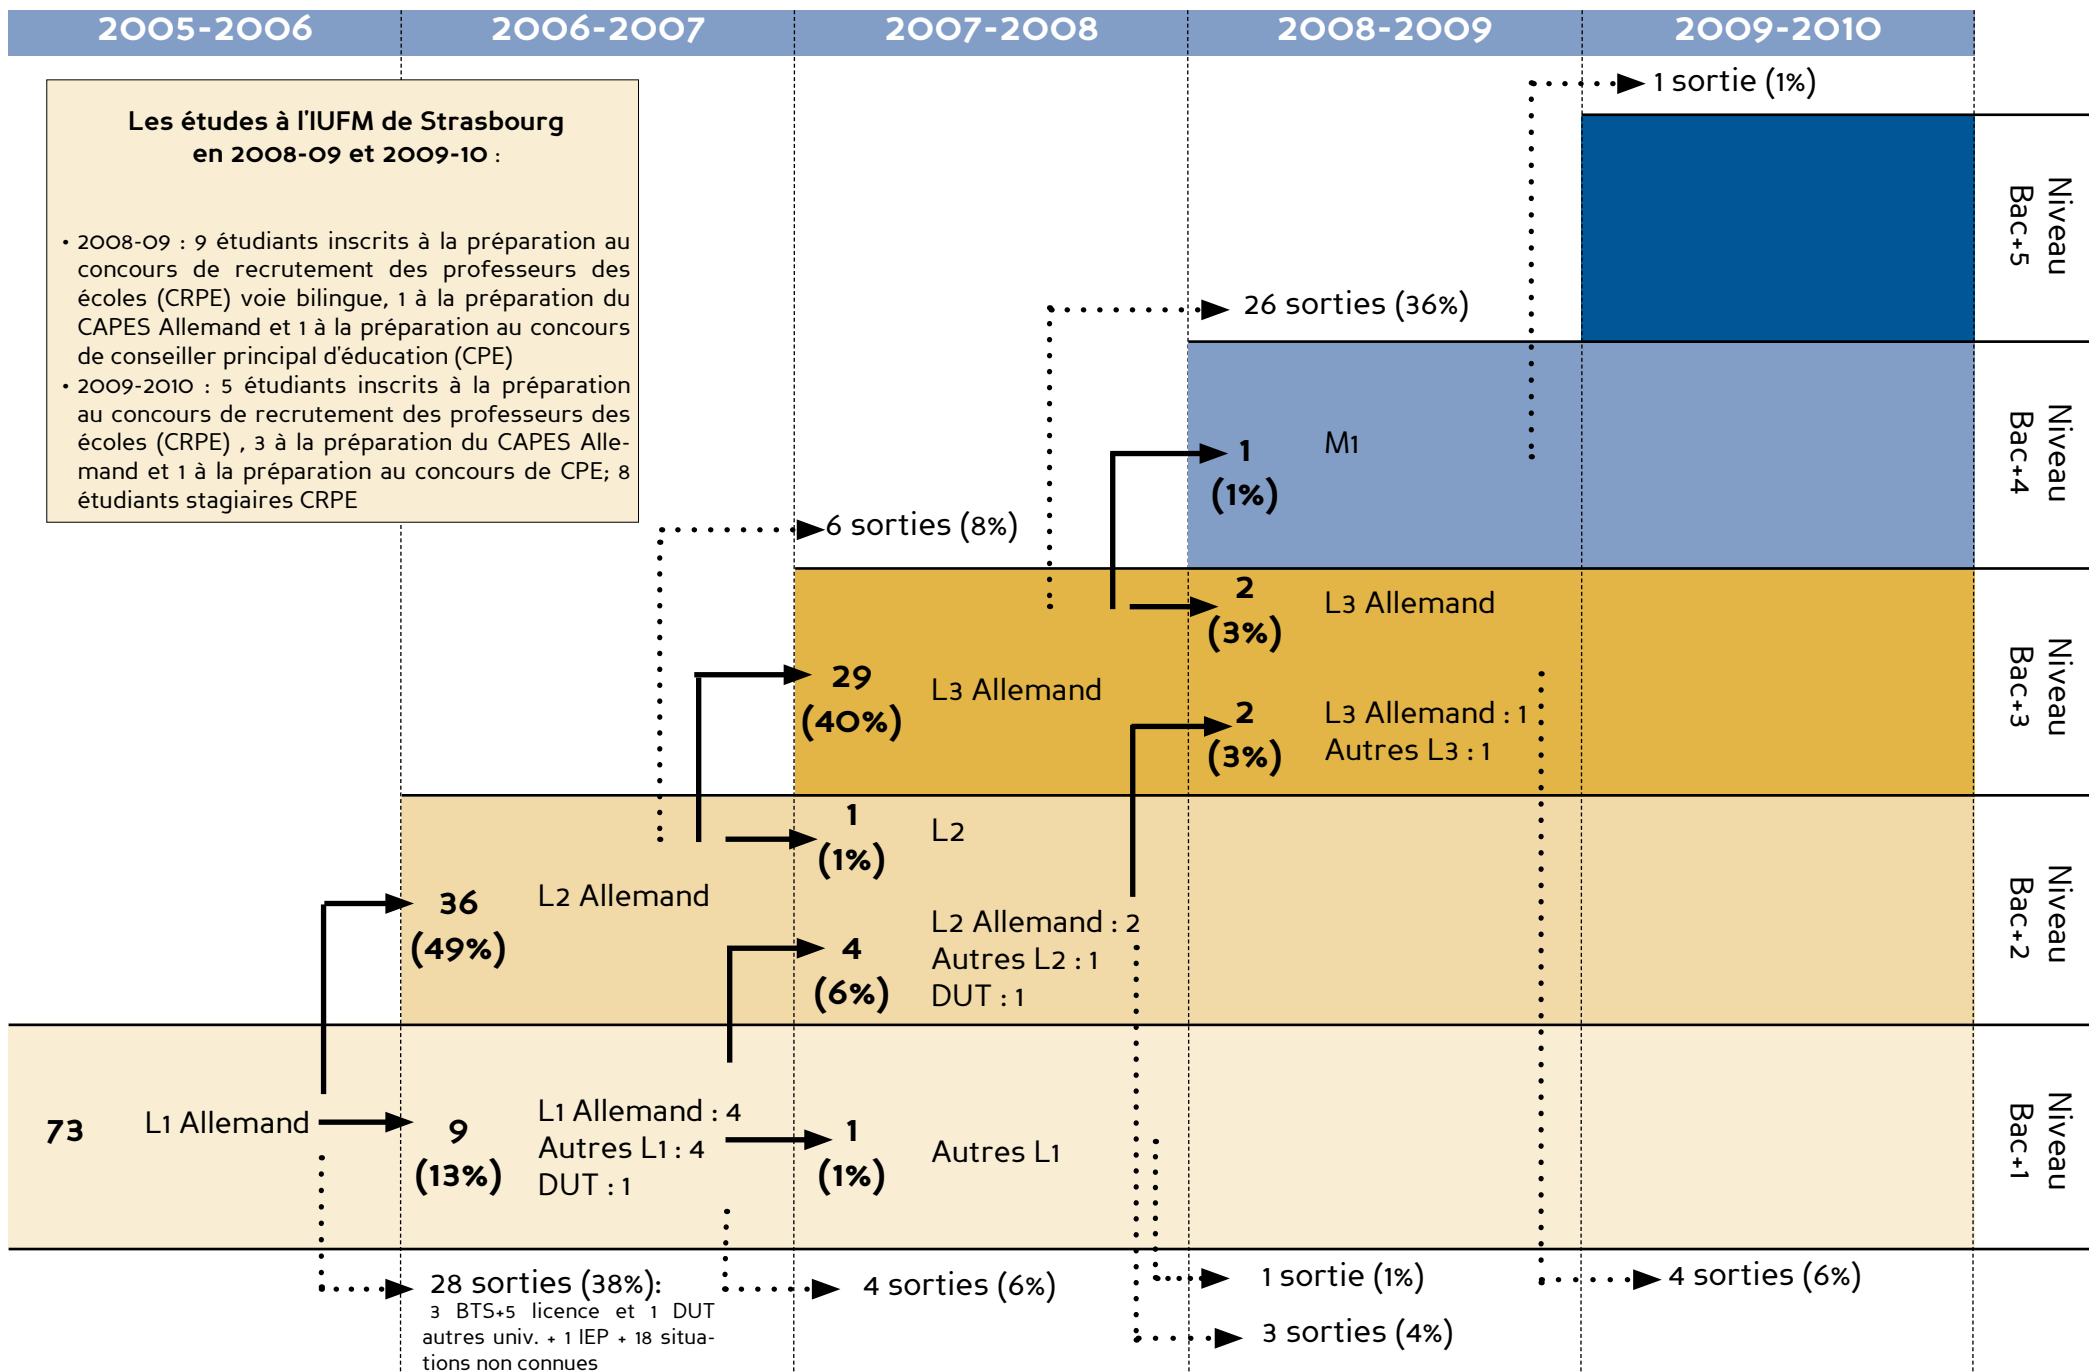 2005-2006
2006-2007
2007-2008
2008-2009
2009-2010
Les études à l'IUFM de Strasbourg
en 2008-09 et 2009-10 :
• 2008-09 : 9 étudiants inscrits à la préparation au
concours de recrutement des professeurs des
écoles (CRPE) voie bilingue, 1 à la préparation du
CAPES Allemand et 1 à la préparation au concours
de conseiller principal d'éducation (CPE)
• 2009-2010 : 5 étudiants inscrits à la préparation
au concours de recrutement des professeurs des
écoles (CRPE) , 3 à la préparation du CAPES Alle-
mand et 1 à la préparation au concours de CPE; 8
étudiants stagiaires CRPE
1 sortie (1%)
Niveau
Bac+5
26 sorties (36%)
1
(1%)
M1
Niveau
Bac+4
6 sorties (8%)
2
(3%)
L3 Allemand
29
(40%)
L3 Allemand
2
(3%)
L3 Allemand : 1
Autres L3 : 1
Niveau
Bac+3
1
(1%)
L2
36
(49%)
L2 Allemand
4
(6%)
L2 Allemand : 2
Autres L2 : 1
DUT : 1
Niveau
Bac+2
73
L1 Allemand
9
(13%)
L1 Allemand : 4
Autres L1 : 4
DUT : 1
1
(1%)
Autres L1
Niveau
Bac+1
28 sorties (38%):
3 BTS+5 licence et 1 DUT
autres univ. + 1 IEP + 18 situa-
tions non connues
4 sorties (6%)
1 sortie (1%)
3 sorties (4%)
4 sorties (6%)